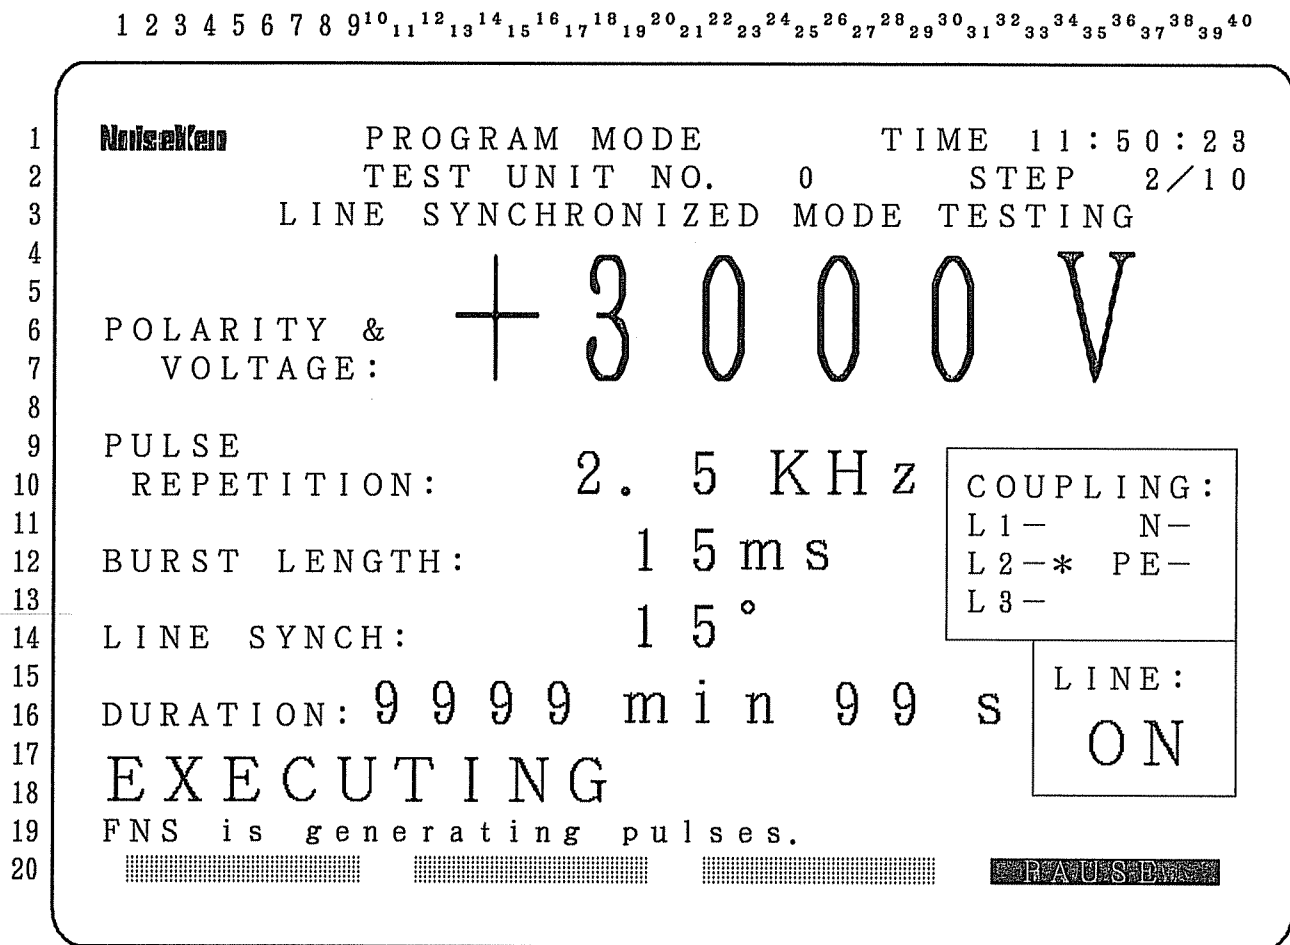 1 2 3 4 5 6 7 8 9 10 11 12 13 14 15 16 17 18 19 20 21 22 23 24 25 26 27 28 29 30 31 32 33 34 35 36 37 38 39 40
1 NoiseKen PROGRAM MODE TIME 11:50:23
2 TEST UNIT NO. 0 STEP 2/10
3 LINE SYNCHRONIZED MODE TESTING
4
5 +3000V
6 POLARITY &
7 VOLTAGE:
8
9 PULSE
10 REPETITION: 2.5 KHz COUPLING:
11 L1- N-
12 BURST LENGTH: 15ms L2-* PE-
13 L3-
14 LINE SYNCH: 15°
15 LINE:
16 DURATION: 9999 min 99 s
17 ON
18 EXECUTING
19 FNS is generating pulses.
20 PAUSE